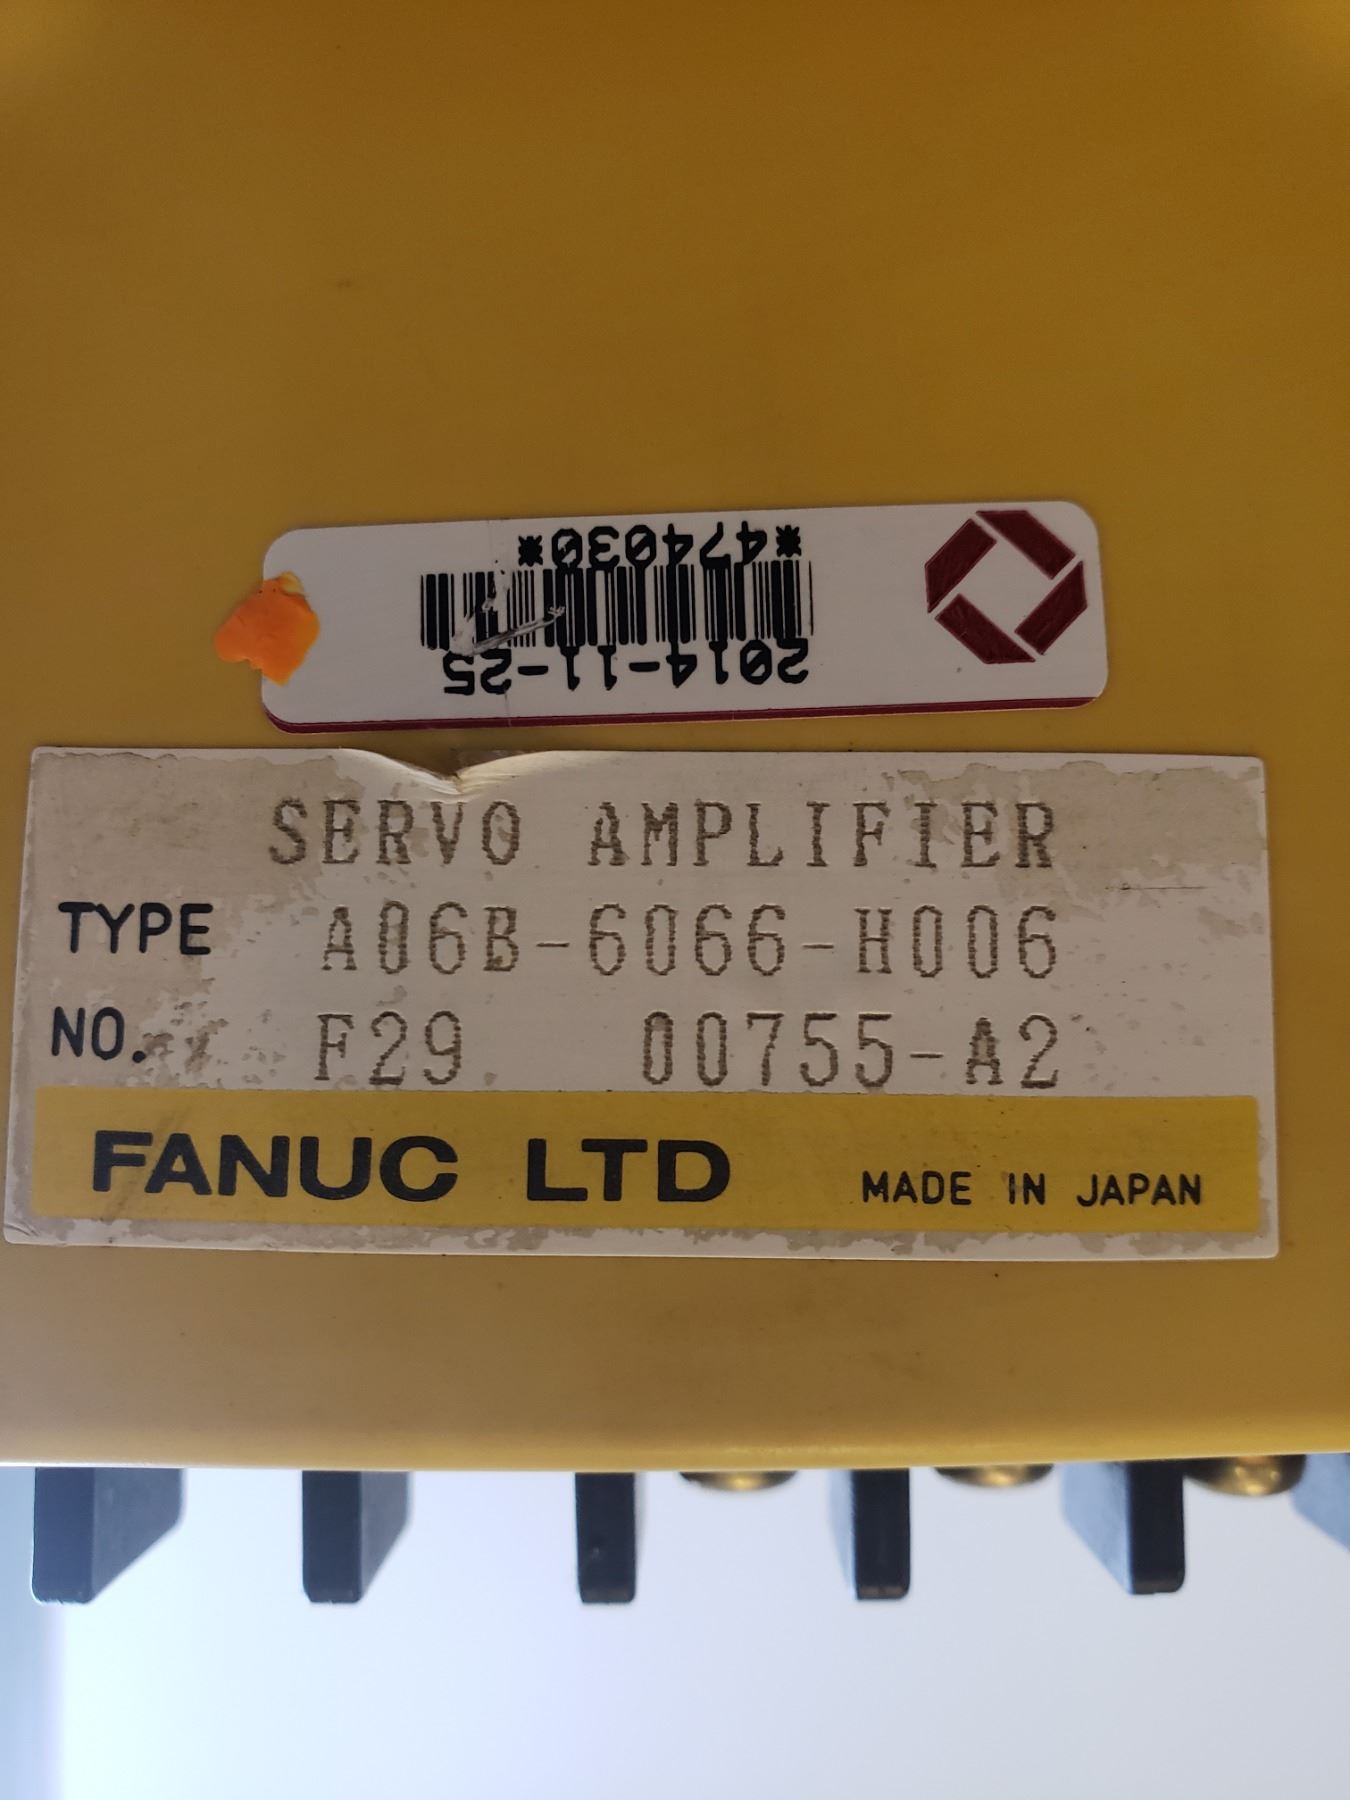 *474030*
2014-11-25
SERVO AMPLIFIER
TYPE A06B-6066-H006
NO. F29 00755-A2
FANUC LTD MADE IN JAPAN